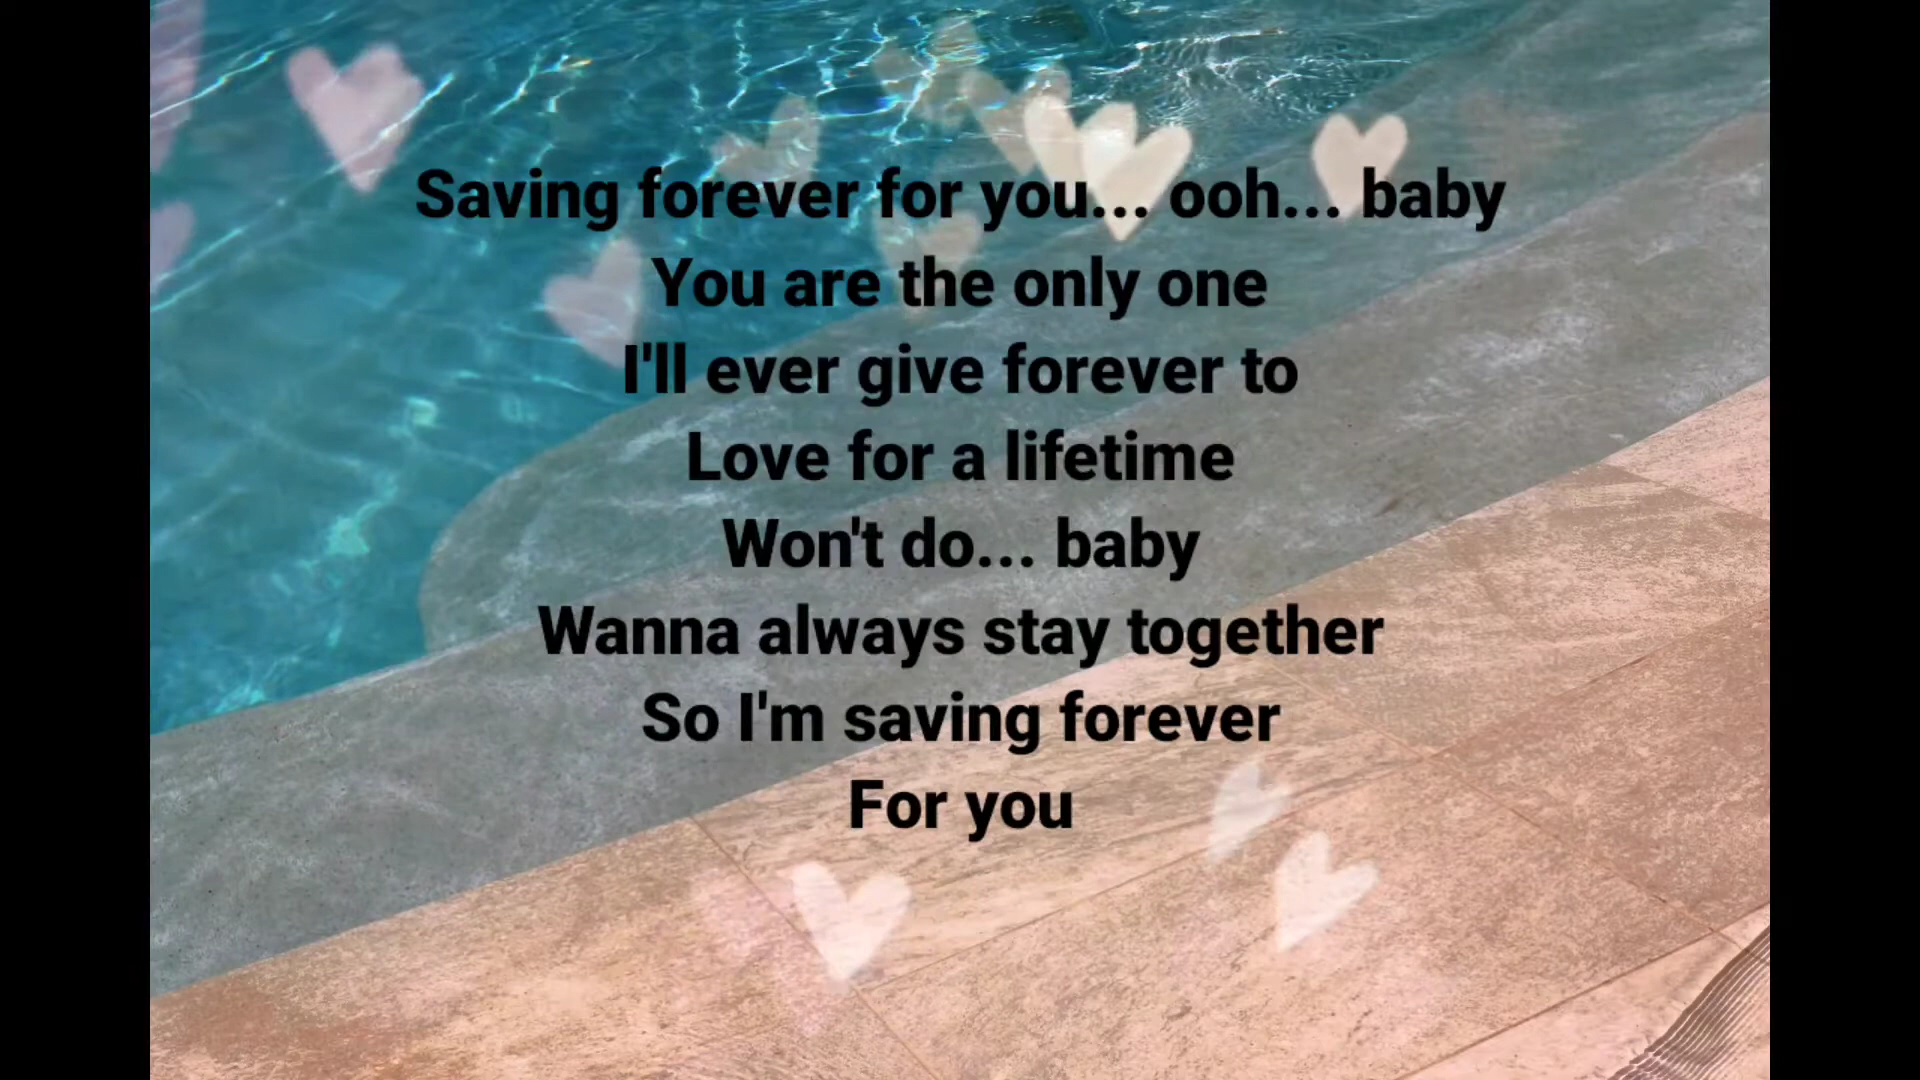 Saving forever for you... ooh... baby
You are the only one
I'll ever give forever to
Love for a lifetime
Won't do... baby
Wanna always stay together
So I'm saving forever
For you